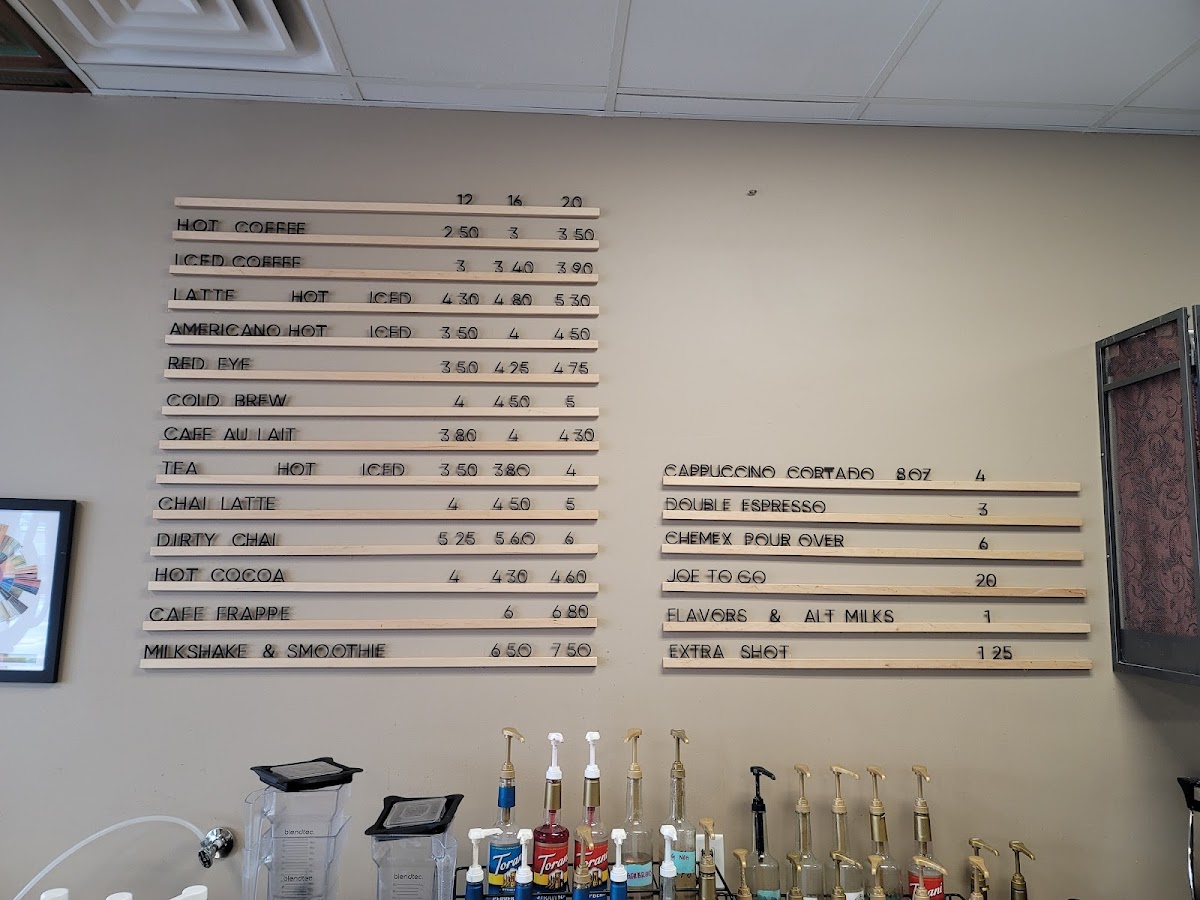 12 16 20
HOT COFFEE 2 50 3 3 50
ICED COFFEE 3 3 40 3 90
LATTE HOT ICED 4 30 4 80 5 30
AMERICANO HOT ICED 3 50 4 4 50
RED EYE 3 50 4 25 4 75
COLD BREW 4 4 50 5
CAFE AU LAIT 3 80 4 4 30
TEA HOT ICED 3 50 3 80 4
CHAI LATTE 4 4 50 5
DIRTY CHAI 5 25 5 60 6
HOT COCOA 4 4 30 4 60
CAFE FRAPPE 6 6 80
MILKSHAKE & SMOOTHIE 6 50 7 50
CAPPUCCINO CORTADO 8OZ 4
DOUBLE ESPRESSO 3
CHEMEX POUR OVER 6
JOE TO GO 20
FLAVORS & ALT MILKS 1
EXTRA SHOT 1 25
blendtec.
blendtec.
Torani
Torani
Torani
Torani